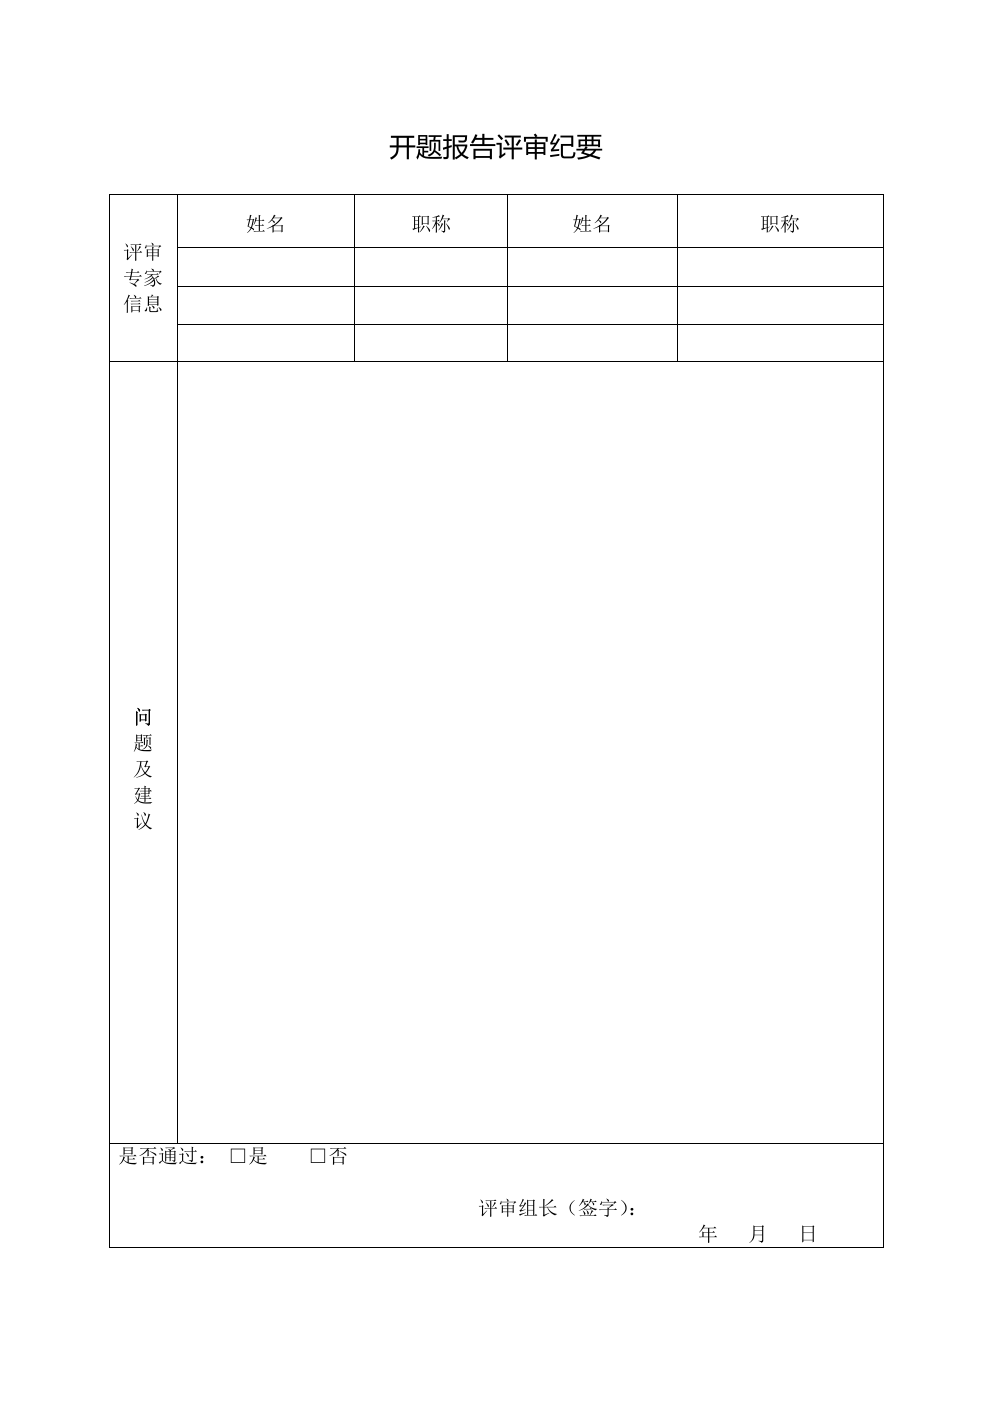 开题报告评审纪要
姓名 职称 姓名 职称
评审
专家
信息
问
题
及
建
议
是否通过： □是 □否
评审组长（签字）：
年 月 日